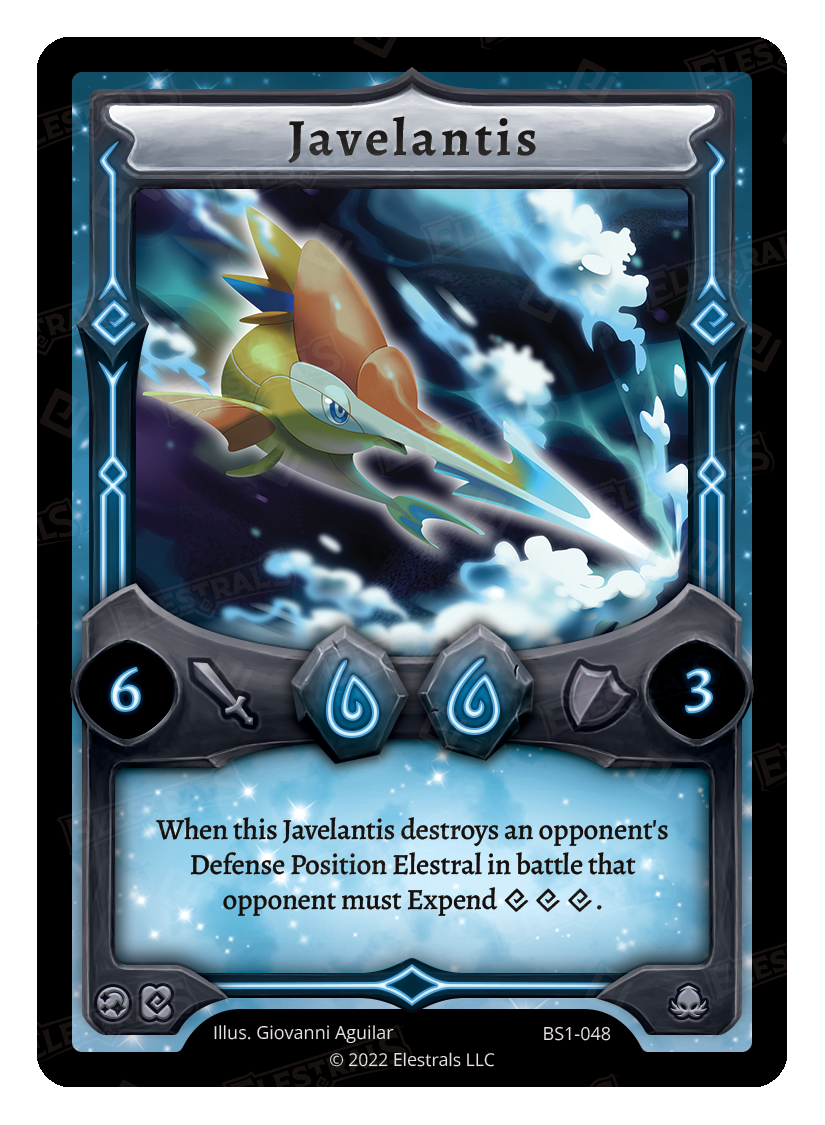 Javelantis
6 3
When this Javelantis destroys an opponent's
Defense Position Elestral in battle that
opponent must Expend .
Illus. Giovanni Aguilar BS1-048
© 2022 Elestrals LLC